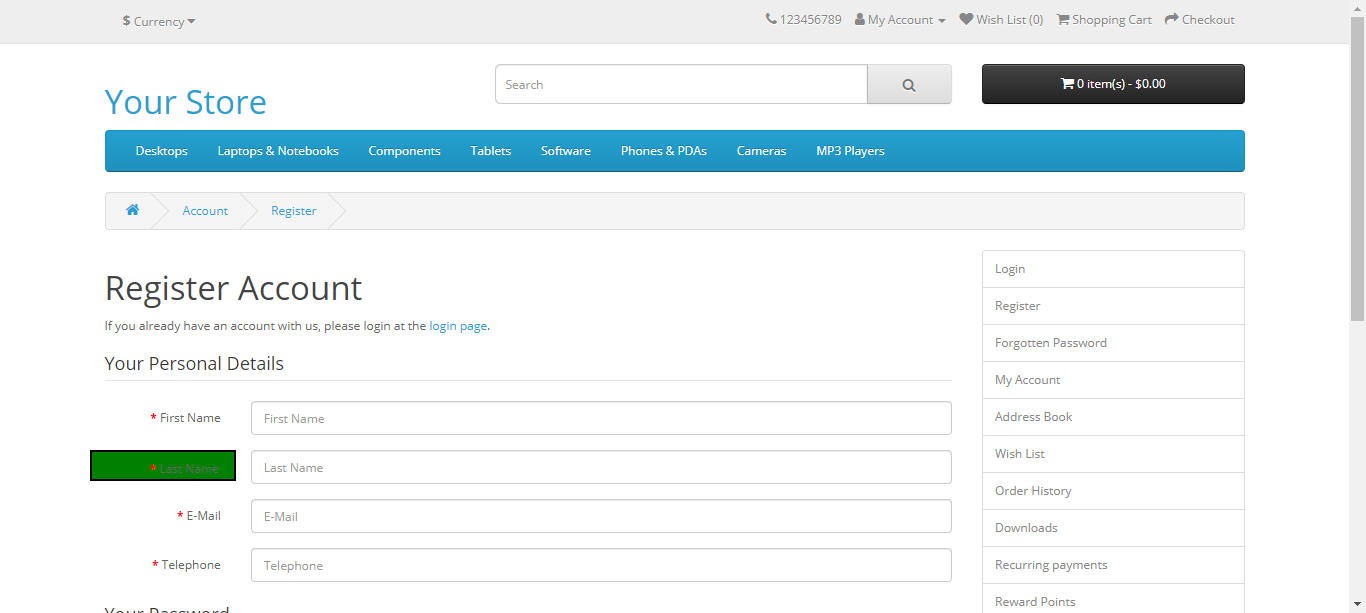 $ Currency
123456789 My Account Wish List (0) Shopping Cart Checkout
Your Store
Search
0 item(s) - $0.00
Desktops Laptops & Notebooks Components Tablets Software Phones & PDAs Cameras MP3 Players
Account Register
Register Account
If you already have an account with us, please login at the login page.
Your Personal Details
* First Name First Name
* Last Name Last Name
* E-Mail E-Mail
* Telephone Telephone
Your Password
Login
Register
Forgotten Password
My Account
Address Book
Wish List
Order History
Downloads
Recurring payments
Reward Points